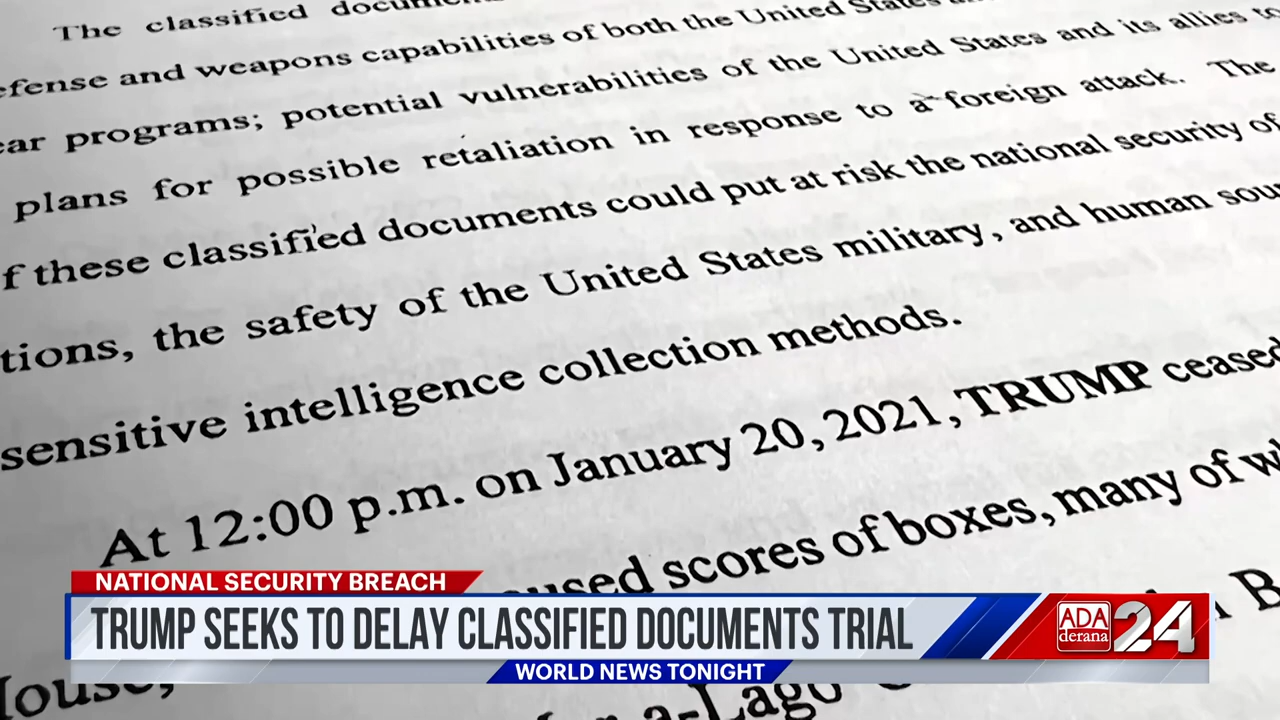 The classified
efense and weapons capabilities of both the United States
ear programs; potential vulnerabilities of the United States and its allies to
plans for possible retaliation in response to a foreign attack. The
f these classified documents could put at risk the national security of
tions, the safety of the United States military, and human sou
sensitive intelligence collection methods.
At 12:00 p.m. on January 20, 2021, TRUMP ceased
used scores of boxes, many of w
NATIONAL SECURITY BREACH
TRUMP SEEKS TO DELAY CLASSIFIED DOCUMENTS TRIAL
ADA
derana
24
WORLD NEWS TONIGHT
House,
a-Lago